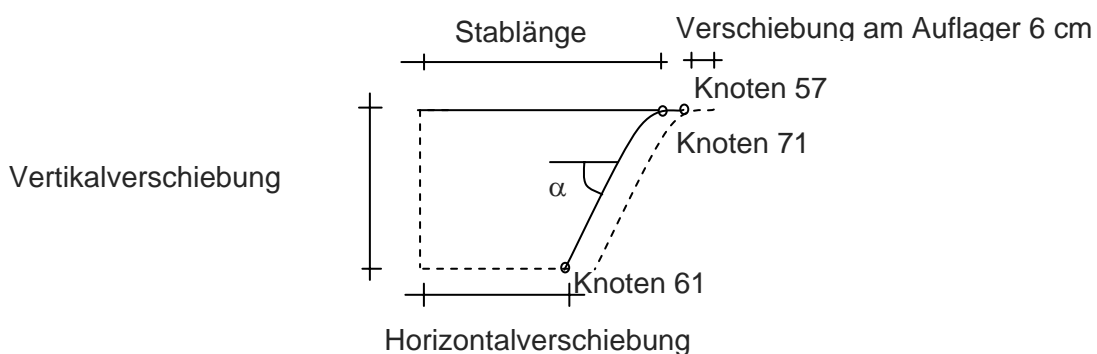 Stablänge
Verschiebung am Auflager 6 cm
Knoten 57
Knoten 71
Vertikalverschiebung
α
Knoten 61
Horizontalverschiebung